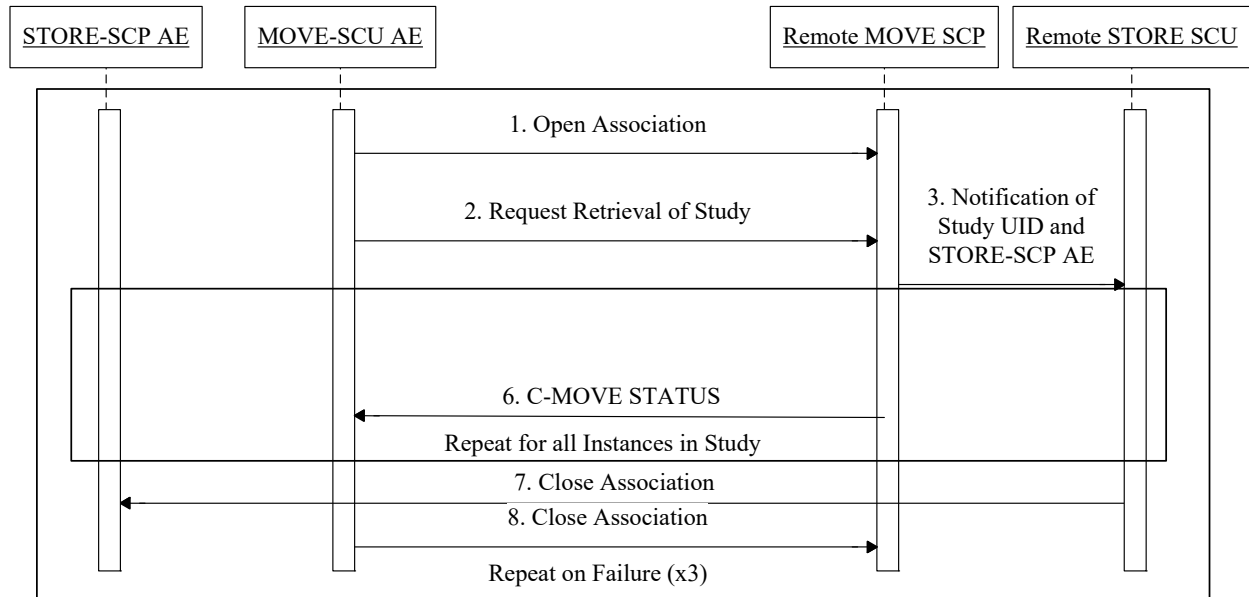 STORE-SCP AE
MOVE-SCU AE
Remote MOVE SCP
Remote STORE SCU
1. Open Association
2. Request Retrieval of Study
3. Notification of
Study UID and
STORE-SCP AE
6. C-MOVE STATUS
Repeat for all Instances in Study
7. Close Association
8. Close Association
Repeat on Failure (x3)